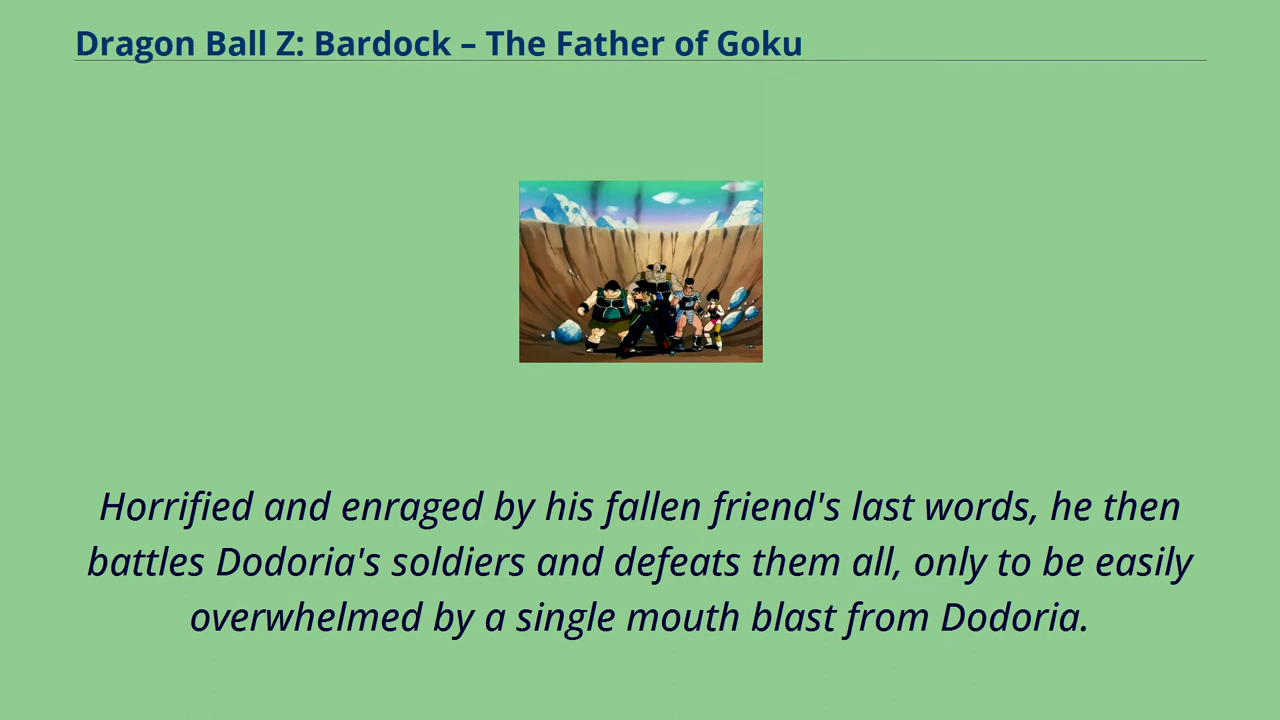 Dragon Ball Z: Bardock – The Father of Goku
Horrified and enraged by his fallen friend's last words, he then
battles Dodoria's soldiers and defeats them all, only to be easily
overwhelmed by a single mouth blast from Dodoria.